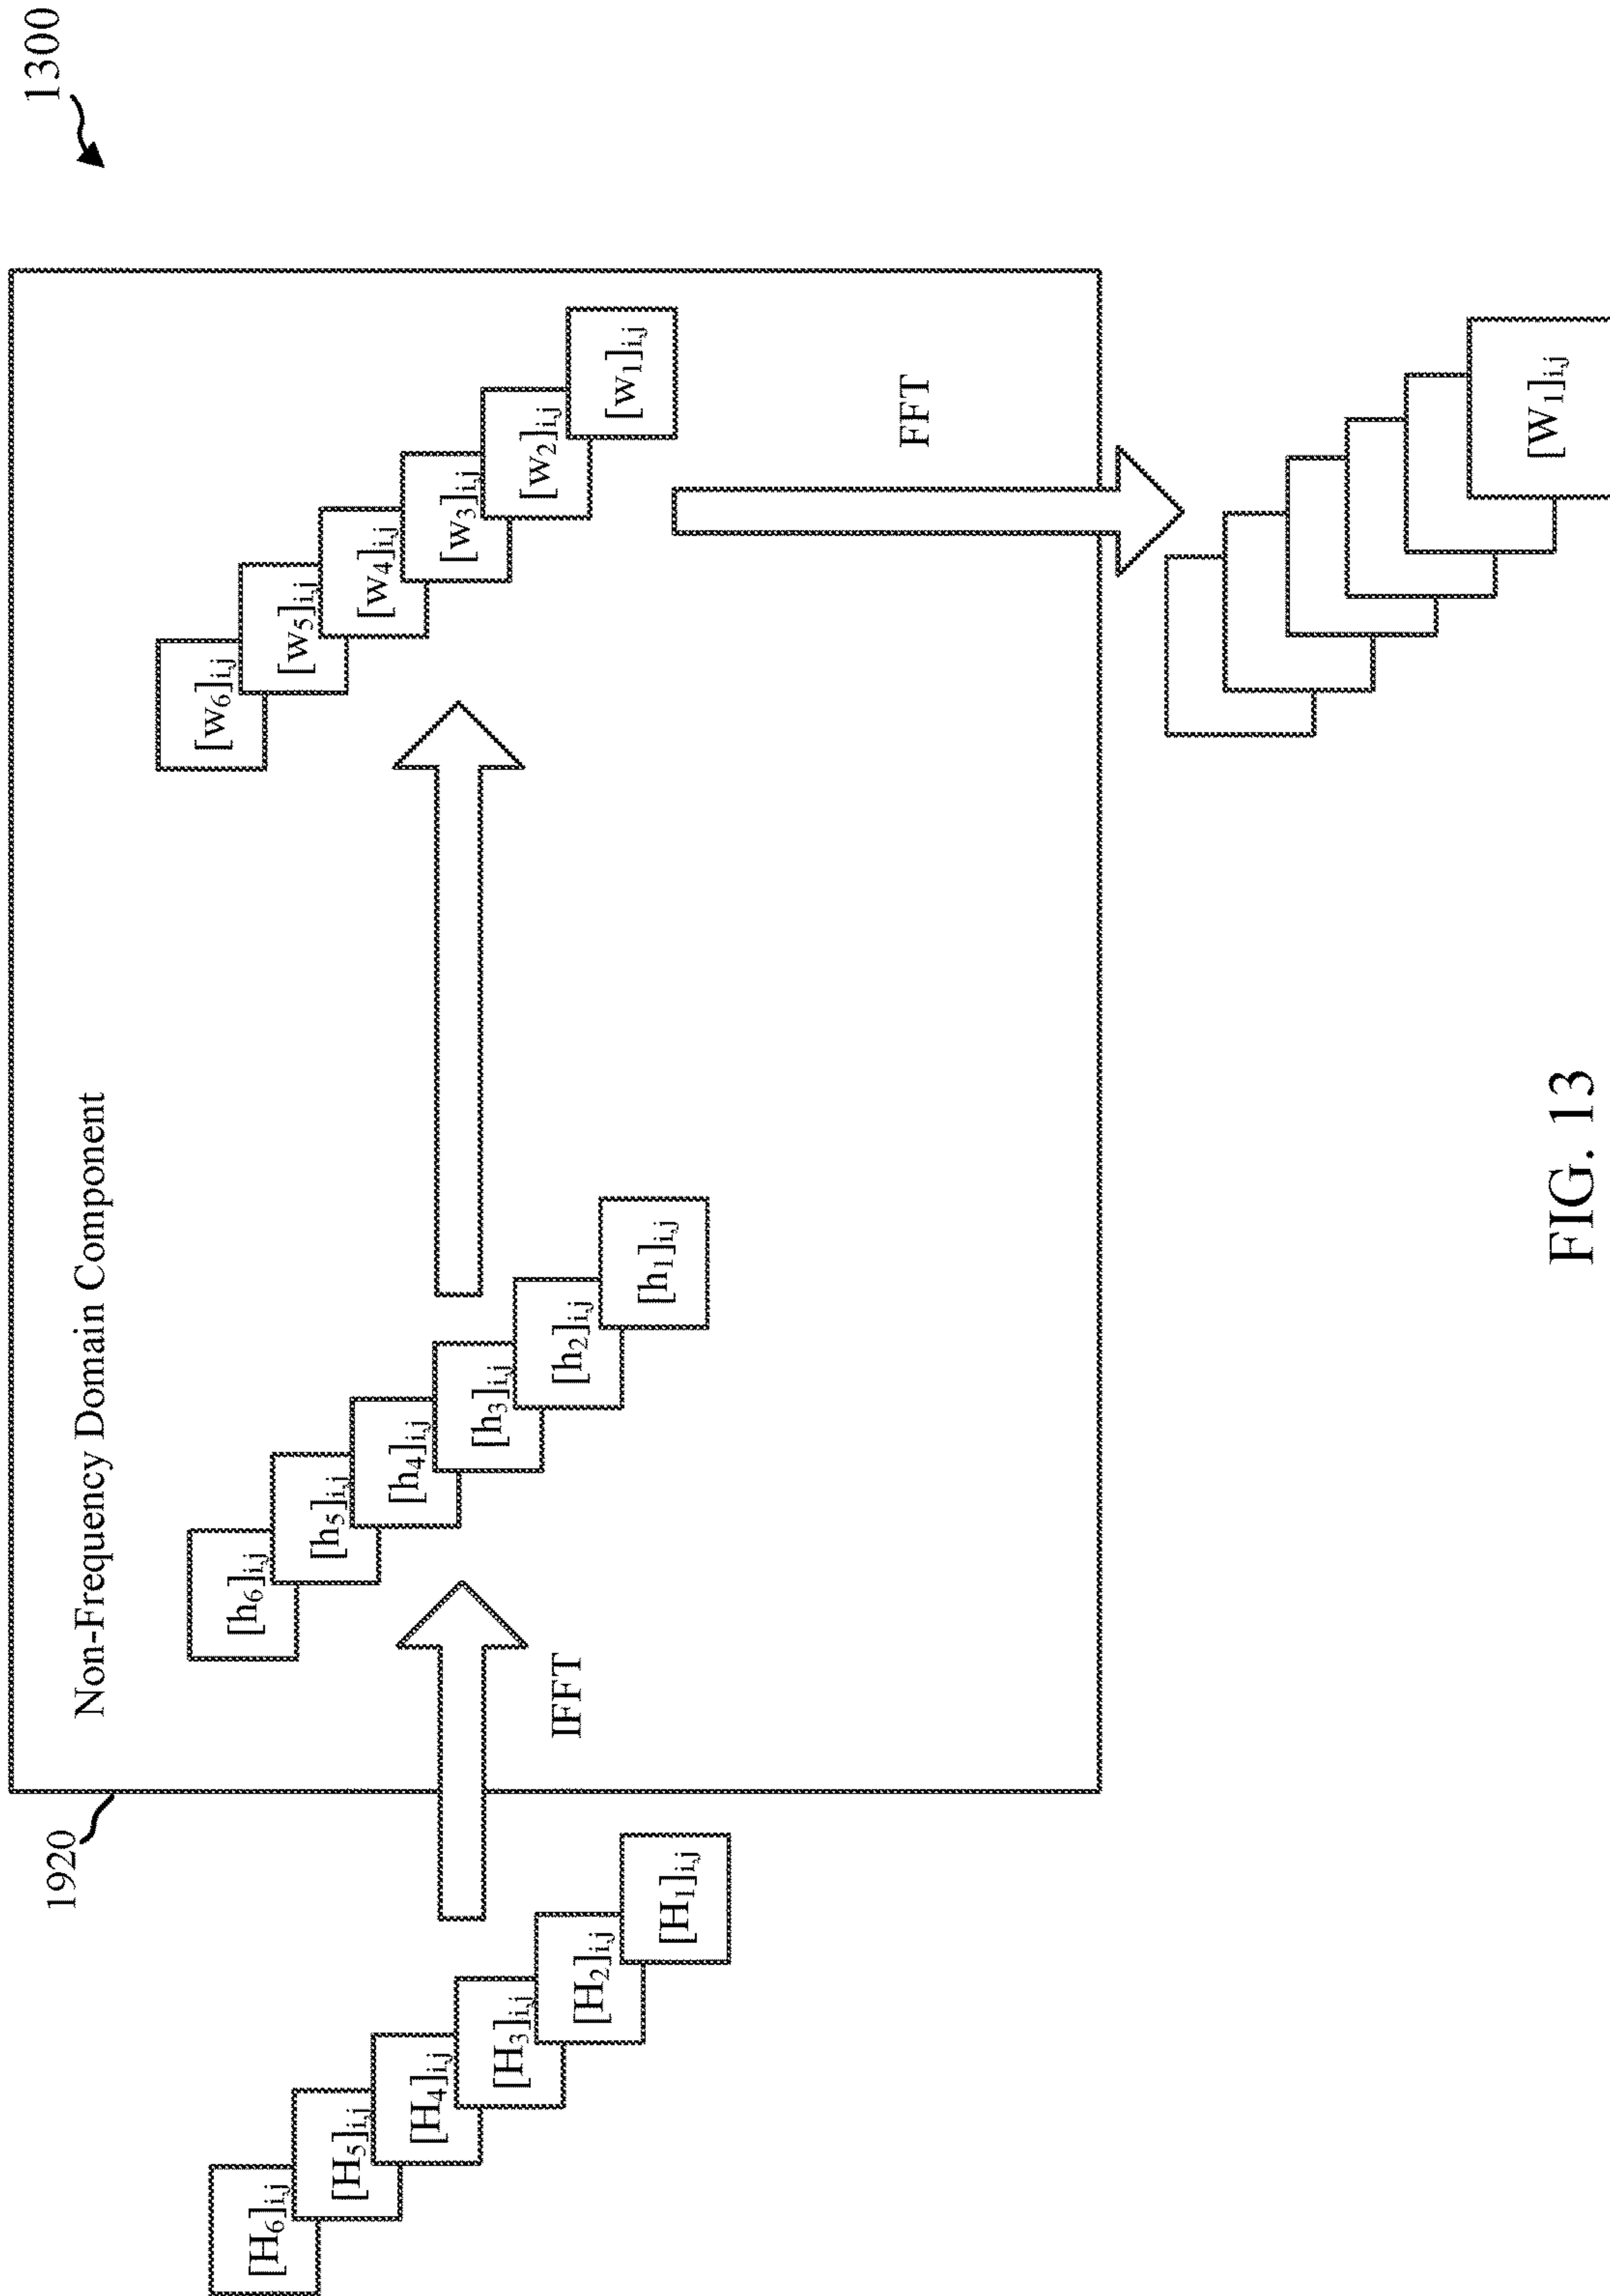 1300
1920
Non-Frequency Domain Component
[H₆]i,j
[H₅]i,j
[H₄]i,j
[H₃]i,j
[H₂]i,j
[H₁]i,j
IFFT
[h₆]i,j
[h₅]i,j
[h₄]i,j
[h₃]i,j
[h₂]i,j
[h₁]i,j
[w₆]i,j
[w₅]i,j
[w₄]i,j
[w₃]i,j
[w₂]i,j
[w₁]i,j
FFT
[W₁]i,j
FIG. 13